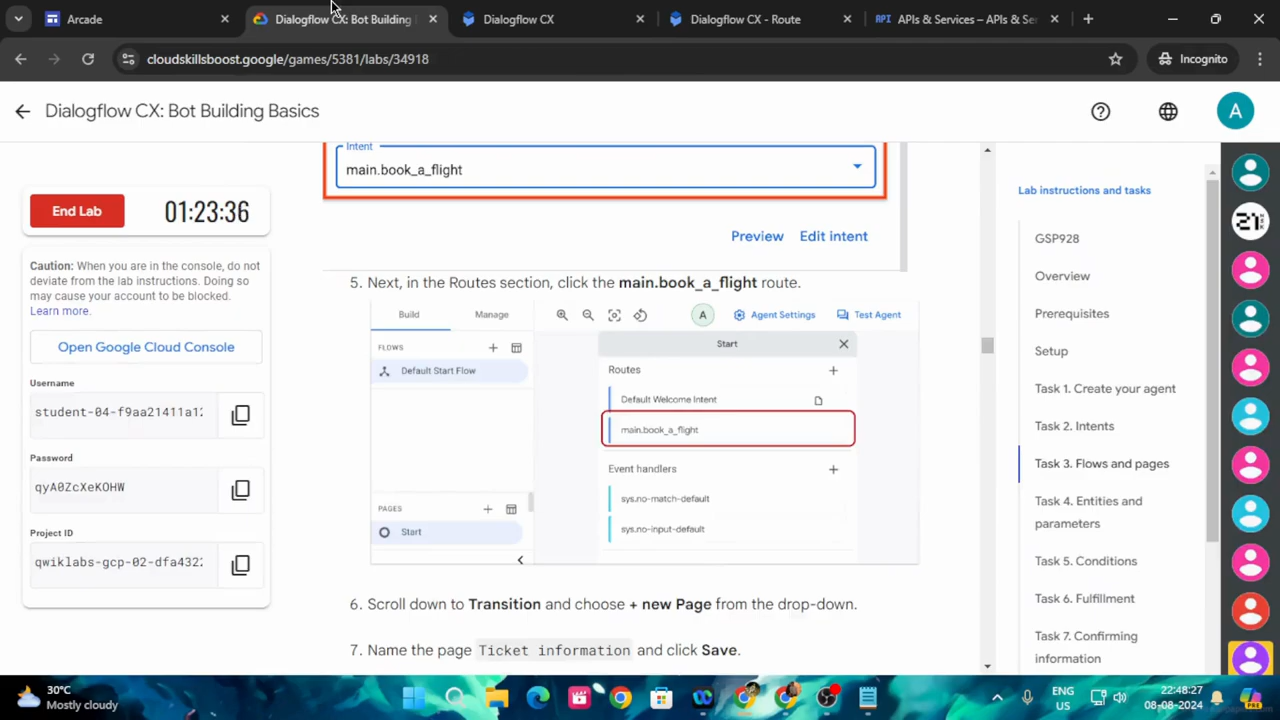 Arcade
Dialogflow CX: Bot Building
Dialogflow CX
Dialogflow CX - Route
API APIs & Services – APIs & Se
cloudskillsboost.google/games/5381/labs/34918
Incognito
Dialogflow CX: Bot Building Basics
A
End Lab
01:23:36
Caution: When you are in the console, do not
deviate from the lab instructions. Doing so
may cause your account to be blocked.
Learn more.
Open Google Cloud Console
Username
student-04-f9aa21411a12
Password
qyA0ZcXeKOHW
Project ID
qwiklabs-gcp-02-dfa4322
Intent
main.book_a_flight
Preview
Edit intent
5. Next, in the Routes section, click the main.book_a_flight route.
Build
Manage
A
Agent Settings
Test Agent
FLOWS
Default Start Flow
PAGES
Start
Start
Routes
Default Welcome Intent
main.book_a_flight
Event handlers
sys.no-match-default
sys.no-input-default
6. Scroll down to Transition and choose + new Page from the drop-down.
7. Name the page Ticket information and click Save.
Lab instructions and tasks
GSP928
Overview
Prerequisites
Setup
Task 1. Create your agent
Task 2. Intents
Task 3. Flows and pages
Task 4. Entities and
parameters
Task 5. Conditions
Task 6. Fulfillment
Task 7. Confirming
information
30°C
Mostly cloudy
ENG
US
22:48:27
08-08-2024
PRE